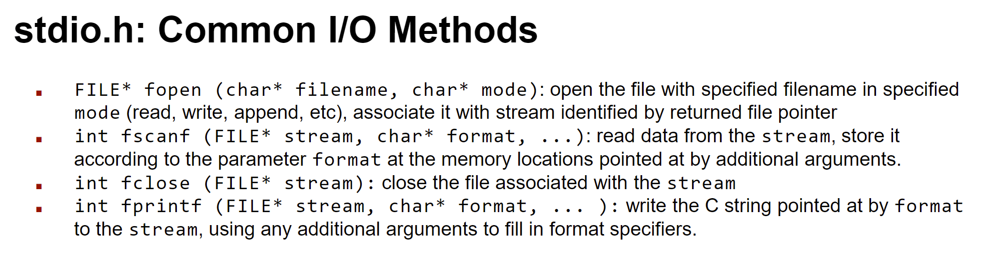 stdio.h: Common I/O Methods
▪ FILE* fopen (char* filename, char* mode): open the file with specified filename in specified
mode (read, write, append, etc), associate it with stream identified by returned file pointer
▪ int fscanf (FILE* stream, char* format, ...): read data from the stream, store it
according to the parameter format at the memory locations pointed at by additional arguments.
▪ int fclose (FILE* stream): close the file associated with the stream
▪ int fprintf (FILE* stream, char* format, ... ): write the C string pointed at by format
to the stream, using any additional arguments to fill in format specifiers.